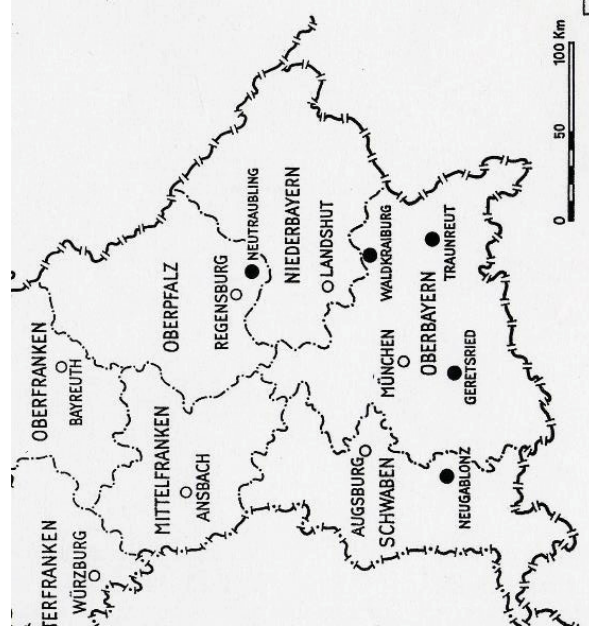 OBERFRANKEN
BAYREUTH
TERFRANKEN
WÜRZBURG
MITTELFRANKEN
ANSBACH
OBERPFALZ
REGENSBURG
NEUTRAUBLING
NIEDERBAYERN
LANDSHUT
AUGSBURG
SCHWABEN
NEUGABLONZ
MÜNCHEN
OBERBAYERN
GERETSRIED
WALDKRAIBURG
TRAUNREUT
0 50 100 Km